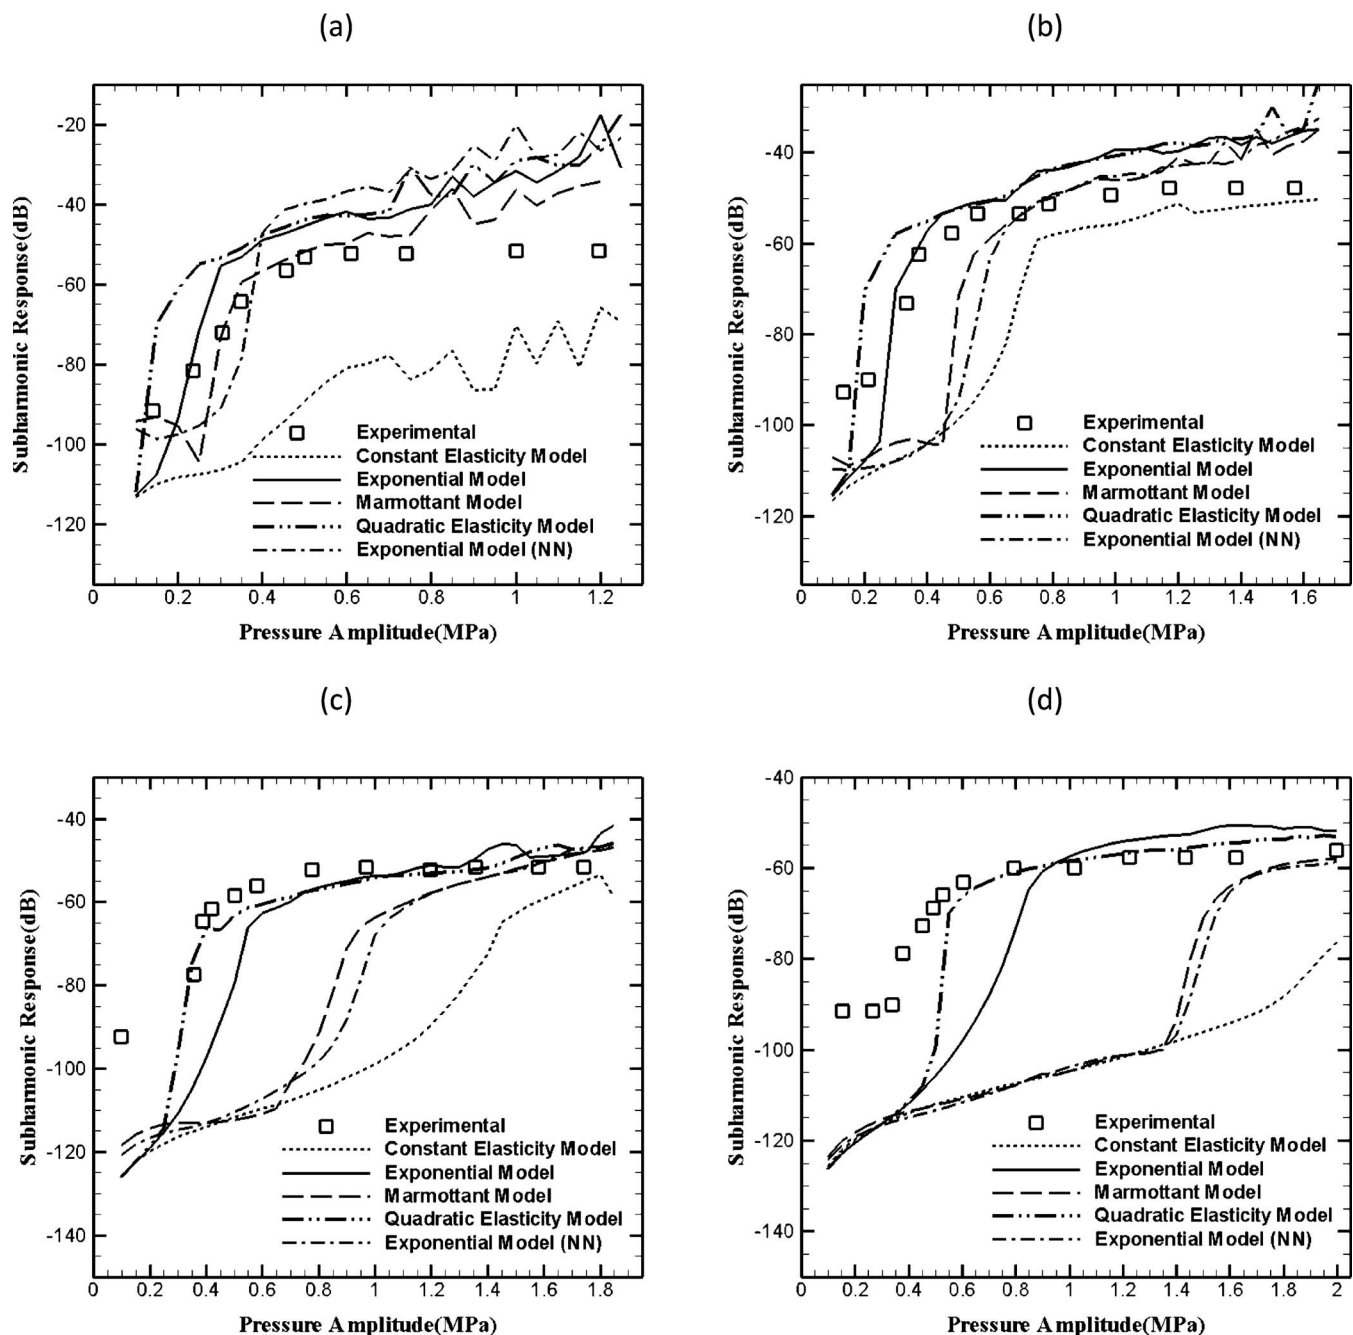 (a)
(b)
-20
-40
-60
-80
-100
-120
Subharmonic Response(dB)
Experimental
Constant Elasticity Model
Exponential Model
Marmottant Model
Quadratic Elasticity Model
Exponential Model (NN)
0 0.2 0.4 0.6 0.8 1 1.2
Pressure Amplitude(MPa)
-40
-60
-80
-100
-120
Subharmonic Response(dB)
Experimental
Constant Elasticity Model
Exponential Model
Marmottant Model
Quadratic Elasticity Model
Exponential Model (NN)
0 0.2 0.4 0.6 0.8 1 1.2 1.4 1.6
Pressure Amplitude(MPa)
(c)
(d)
-40
-60
-80
-100
-120
-140
Subharmonic Response(dB)
Experimental
Constant Elasticity Model
Exponential Model
Marmottant Model
Quadratic Elasticity Model
Exponential Model (NN)
0 0.2 0.4 0.6 0.8 1 1.2 1.4 1.6 1.8
Pressure Amplitude(MPa)
-40
-60
-80
-100
-120
-140
Subharmonic Response(dB)
Experimental
Constant Elasticity Model
Exponential Model
Marmottant Model
Quadratic Elasticity Model
Exponential Model (NN)
0 0.2 0.4 0.6 0.8 1 1.2 1.4 1.6 1.8 2
Pressure Amplitude(MPa)